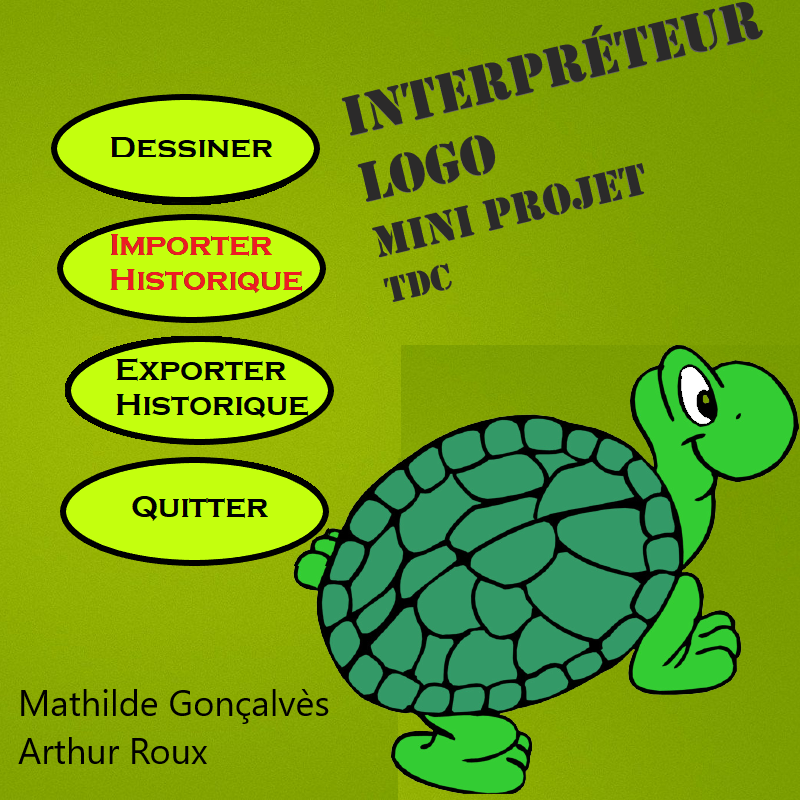 INTERPRÉTEUR
LOGO
MINI PROJET
TDC
DESSINER
IMPORTER
HISTORIQUE
EXPORTER
HISTORIQUE
QUITTER
Mathilde Gonçalvès
Arthur Roux